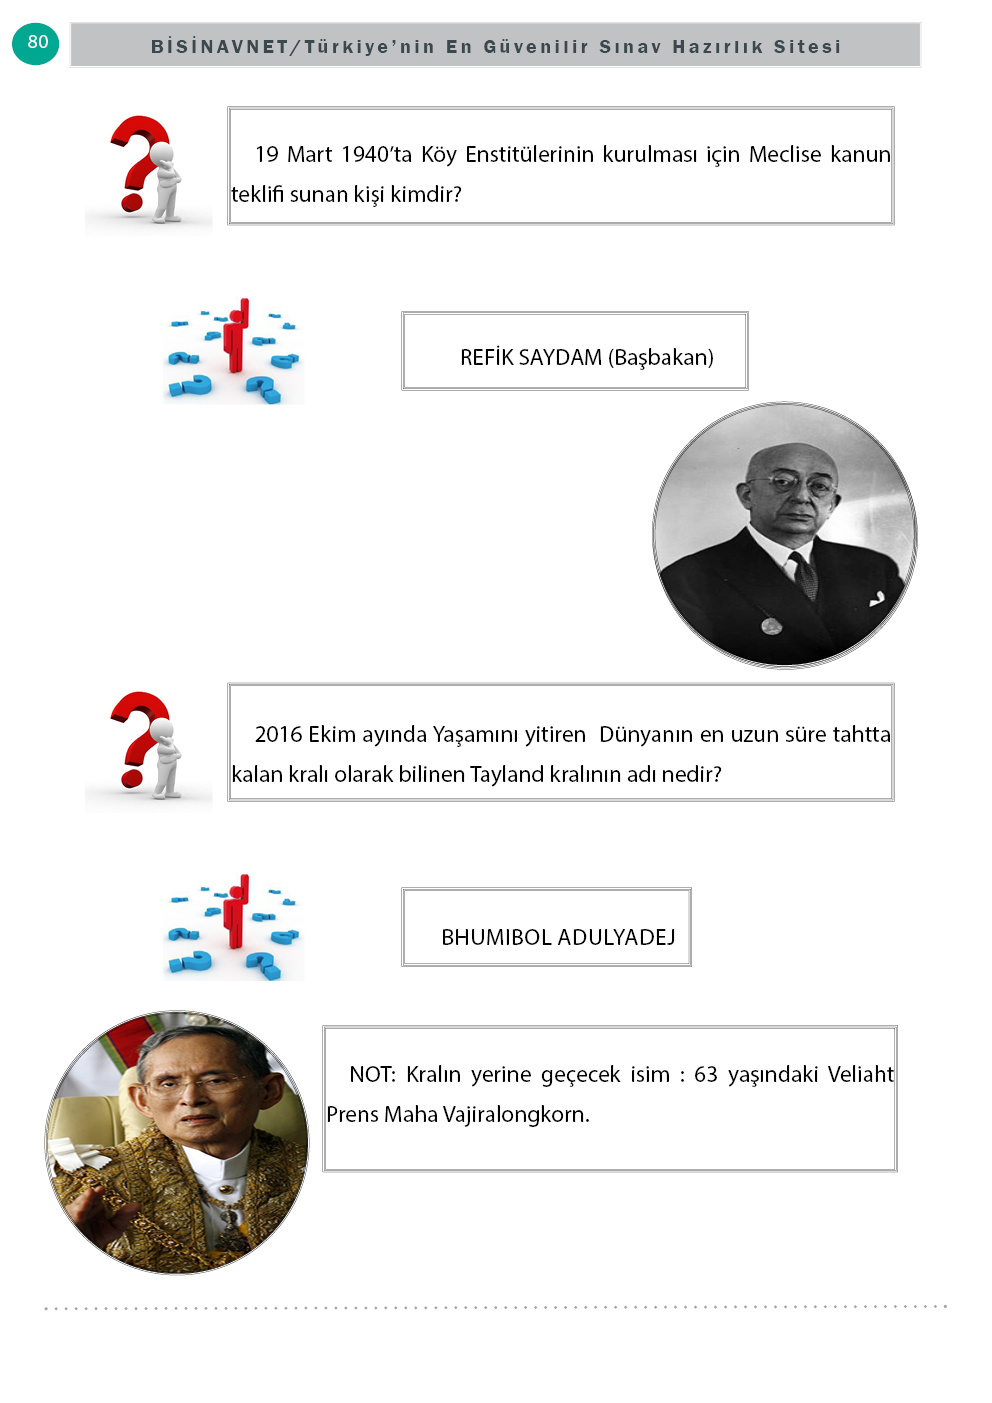 80
BİSİNAVNET/Türkiye’nin En Güvenilir Sınav Hazırlık Sitesi
19 Mart 1940’ta Köy Enstitülerinin kurulması için Meclise kanun
teklifi sunan kişi kimdir?
REFİK SAYDAM (Başbakan)
2016 Ekim ayında Yaşamını yitiren Dünyanın en uzun süre tahtta
kalan kralı olarak bilinen Tayland kralının adı nedir?
BHUMIBOL ADULYADEJ
NOT: Kralın yerine geçecek isim : 63 yaşındaki Veliaht
Prens Maha Vajiralongkorn.